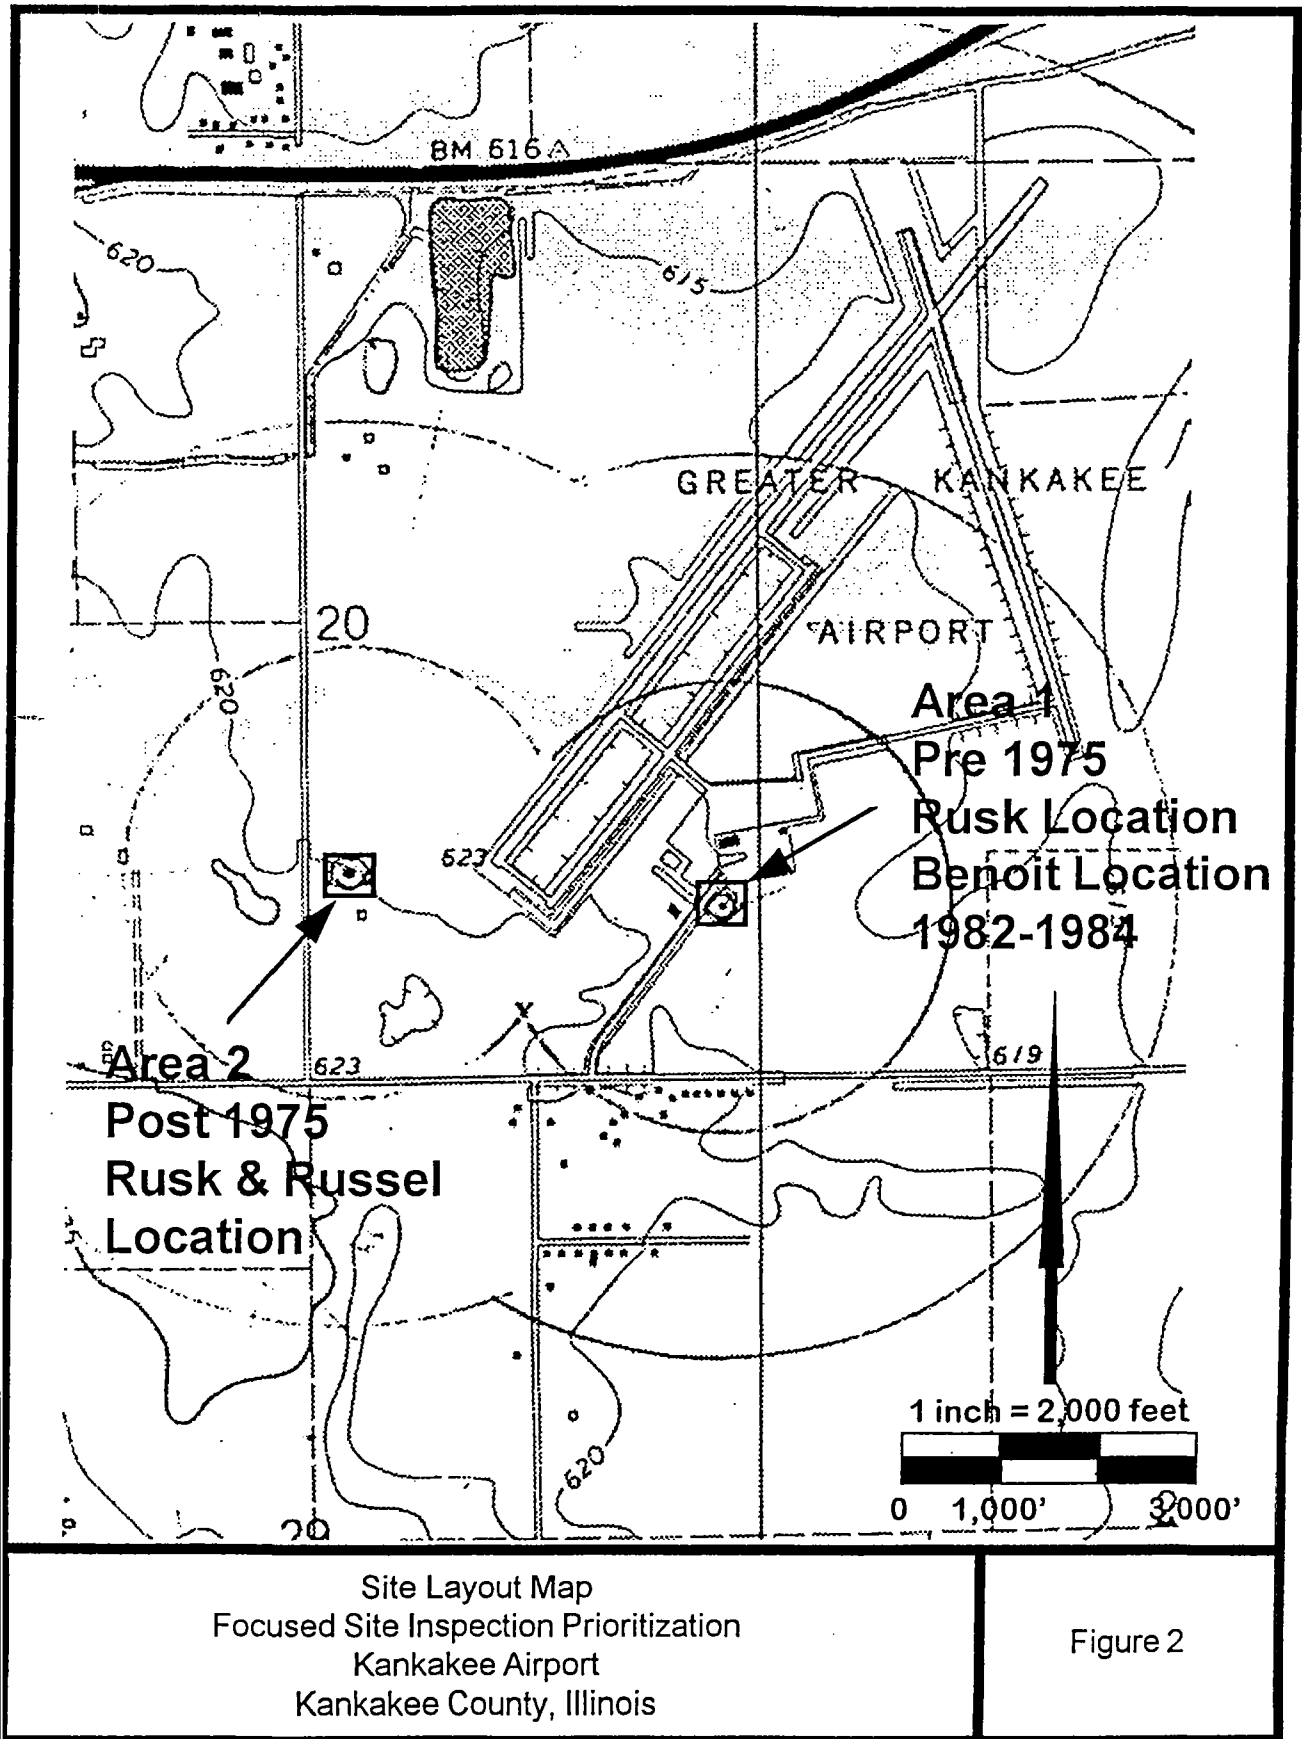 BM 616
620
615
GREATER KANKAKEE
20
AIRPORT
620
Area 1
Pre 1975
Rusk Location
Benoit Location
1982-1984
623
619
Area 2
623
Post 1975
Rusk & Russel
Location
1 inch = 2,000 feet
620
0 1,000' 3,000'
29
Site Layout Map
Focused Site Inspection Prioritization
Kankakee Airport
Kankakee County, Illinois
Figure 2